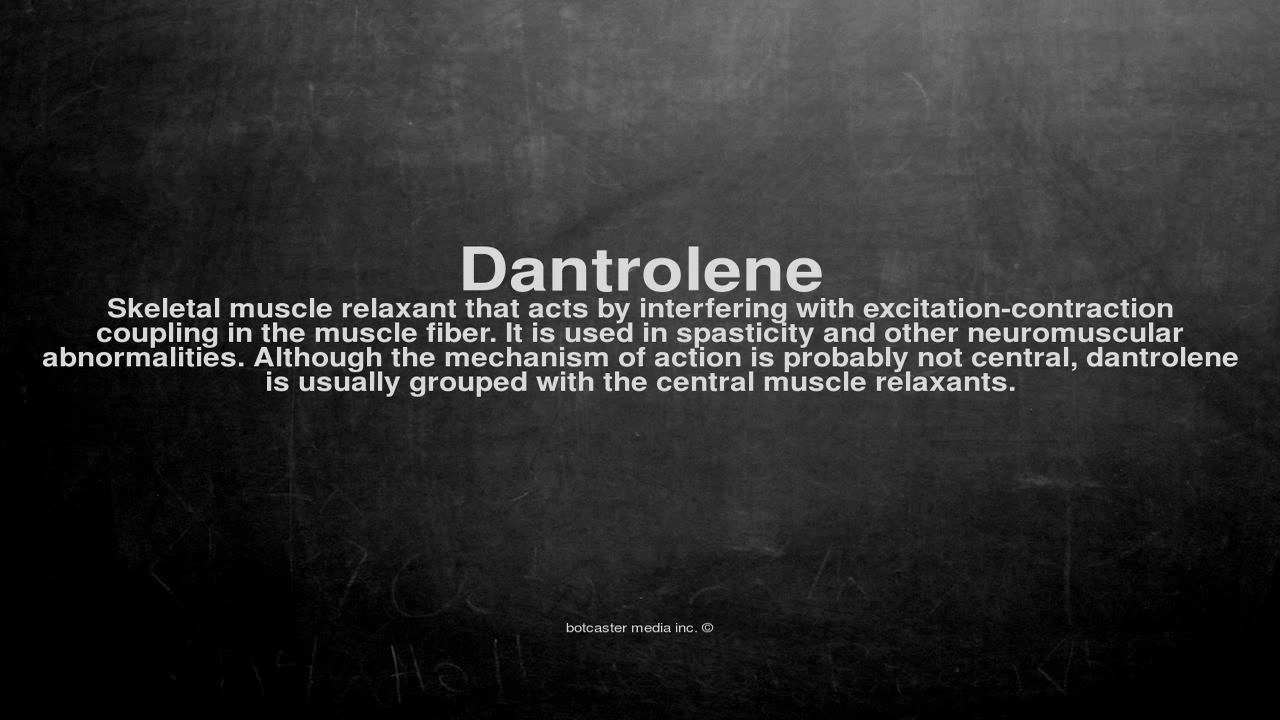 Dantrolene
Skeletal muscle relaxant that acts by interfering with excitation-contraction
coupling in the muscle fiber. It is used in spasticity and other neuromuscular
abnormalities. Although the mechanism of action is probably not central, dantrolene
is usually grouped with the central muscle relaxants.
botcaster media inc. ©